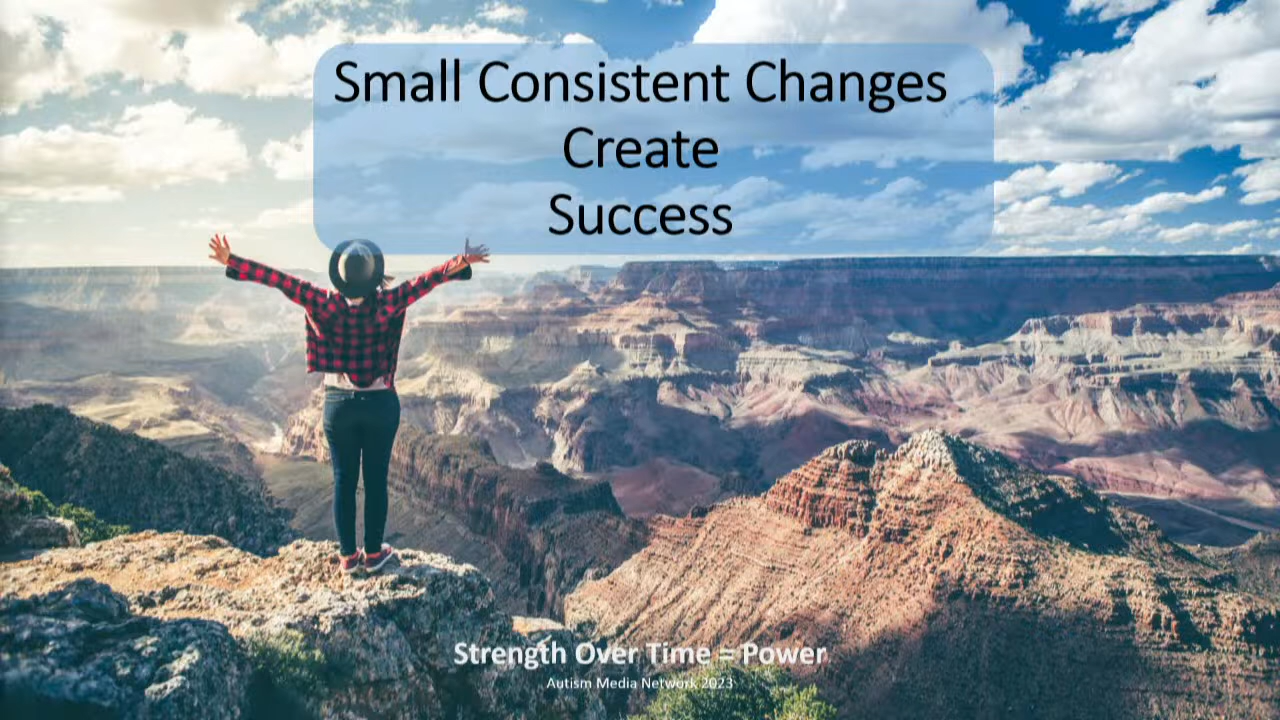 Small Consistent Changes
Create
Success
Strength Over Time = Power
Autism Media Network 2023